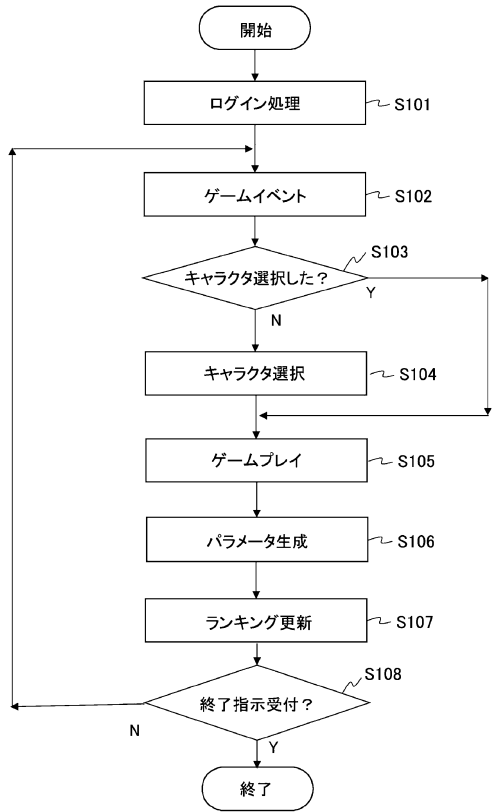 開始
ログイン処理
S101
ゲームイベント
S102
キャラクタ選択した?
S103
Y
N
キャラクタ選択
S104
ゲームプレイ
S105
パラメータ生成
S106
ランキング更新
S107
終了指示受付?
S108
N
Y
終了